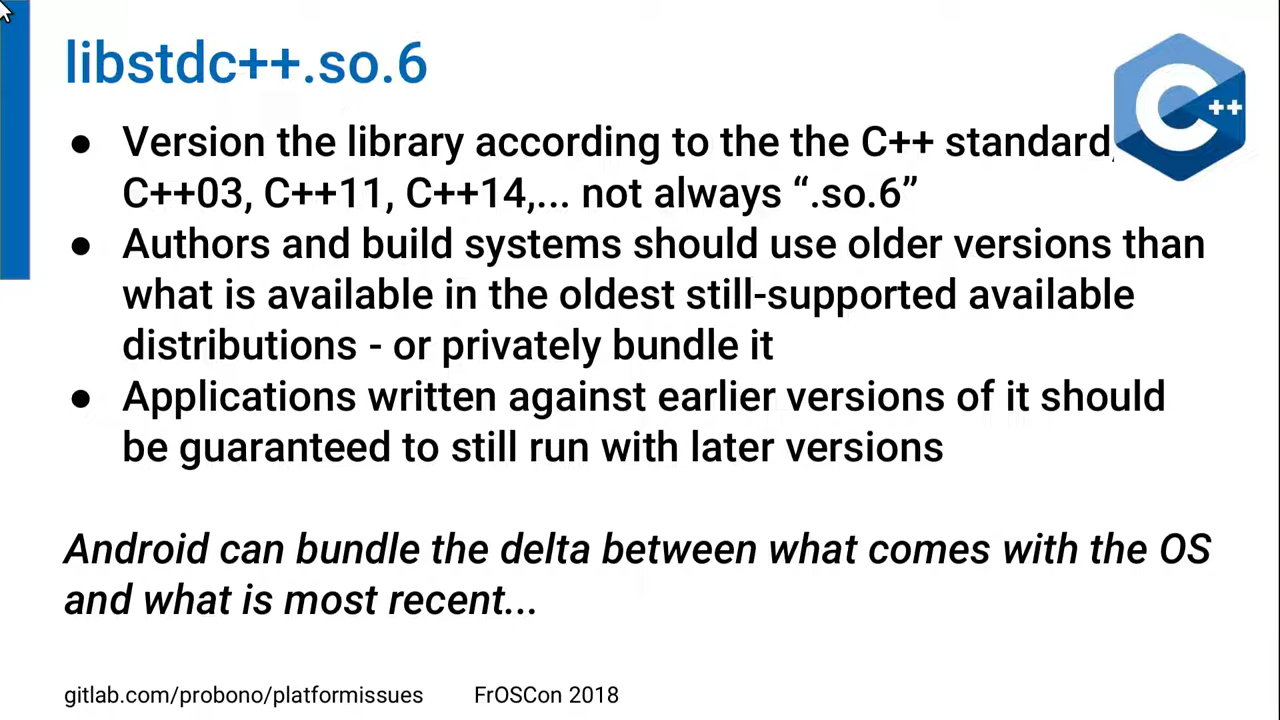 libstdc++.so.6
C++
● Version the library according to the the C++ standard,
C++03, C++11, C++14,... not always “.so.6”
● Authors and build systems should use older versions than
what is available in the oldest still-supported available
distributions - or privately bundle it
● Applications written against earlier versions of it should
be guaranteed to still run with later versions
Android can bundle the delta between what comes with the OS
and what is most recent...
gitlab.com/probono/platformissues FrOSCon 2018